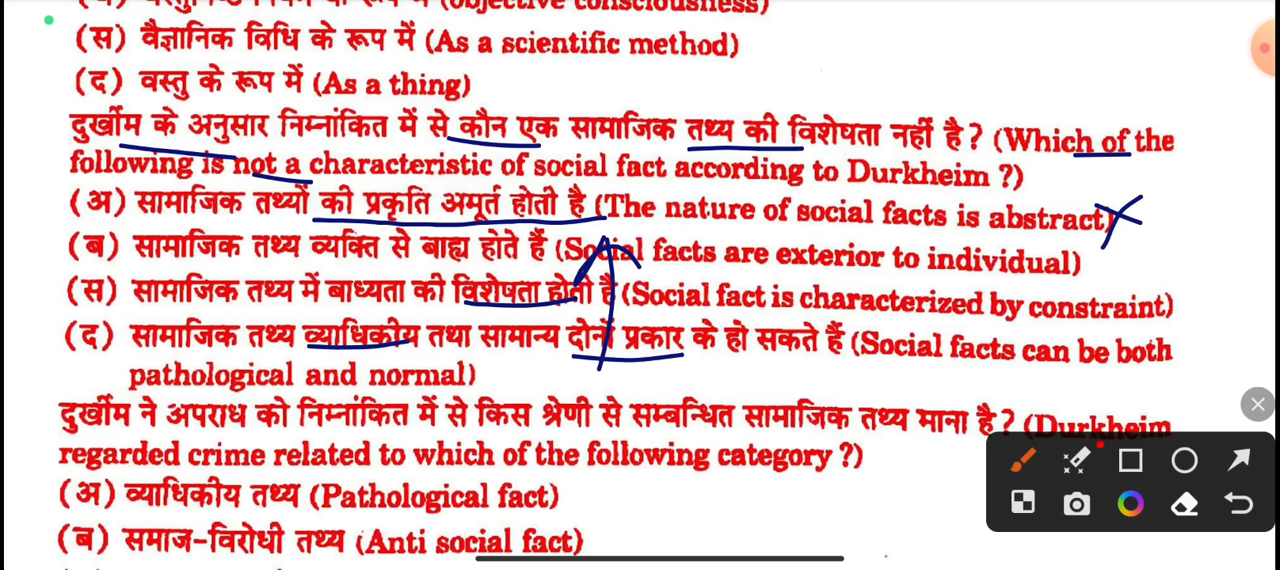 (objective consciousness)
(स) वैज्ञानिक विधि के रूप में (As a scientific method)
(द) वस्तु के रूप में (As a thing)
दुर्खीम के अनुसार निम्नांकित में से कौन एक सामाजिक तथ्य की विशेषता नहीं है? (Which of the
following is not a characteristic of social fact according to Durkheim ?)
(अ) सामाजिक तथ्यों की प्रकृति अमूर्त होती है (The nature of social facts is abstract)
(ब) सामाजिक तथ्य व्यक्ति से बाह्य होते हैं (Social facts are exterior to individual)
(स) सामाजिक तथ्य में बाध्यता की विशेषता होती है (Social fact is characterized by constraint)
(द) सामाजिक तथ्य व्याधिकीय तथा सामान्य दोनों प्रकार के हो सकते हैं (Social facts can be both
pathological and normal)
दुर्खीम ने अपराध को निम्नांकित में से किस श्रेणी से सम्बन्धित सामाजिक तथ्य माना है? (Durkheim
regarded crime related to which of the following category ?)
(अ) व्याधिकीय तथ्य (Pathological fact)
(ब) समाज-विरोधी तथ्य (Anti social fact)